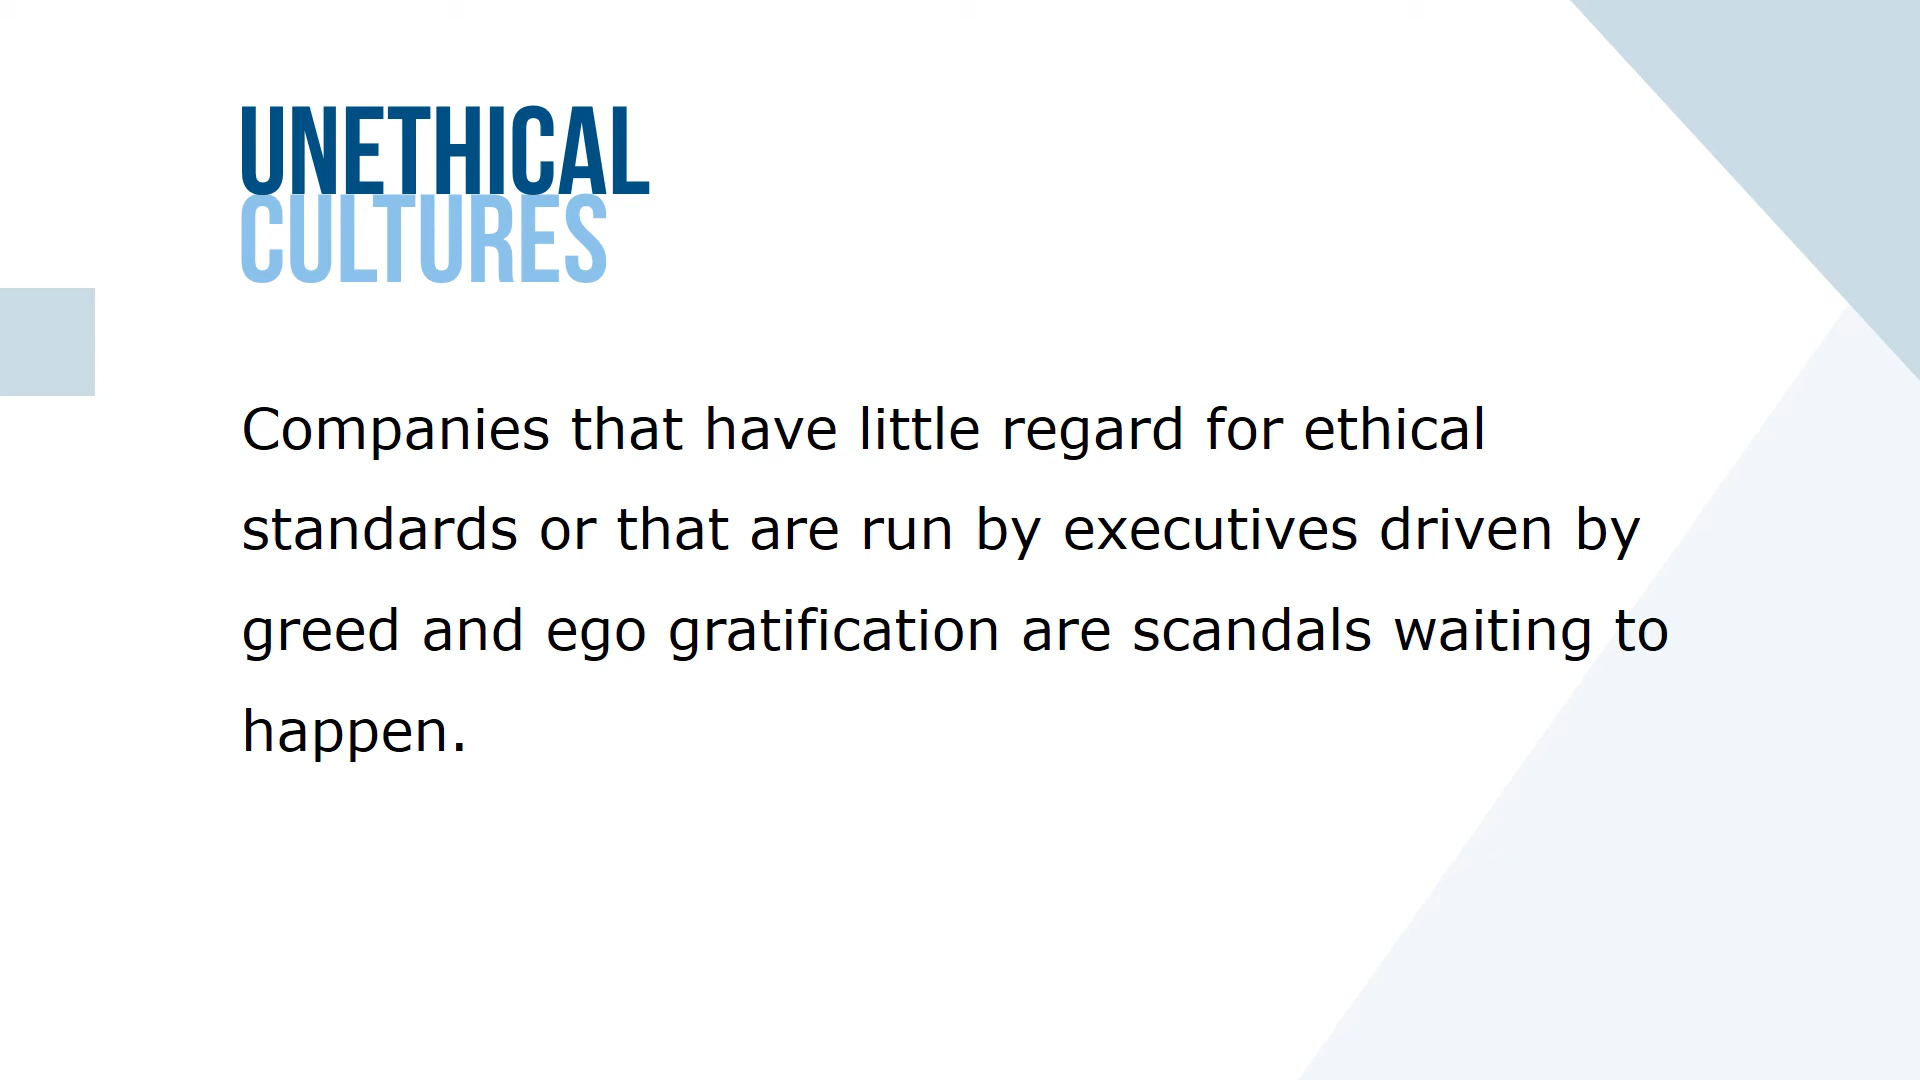 UNETHICAL
CULTURES
Companies that have little regard for ethical
standards or that are run by executives driven by
greed and ego gratification are scandals waiting to
happen.